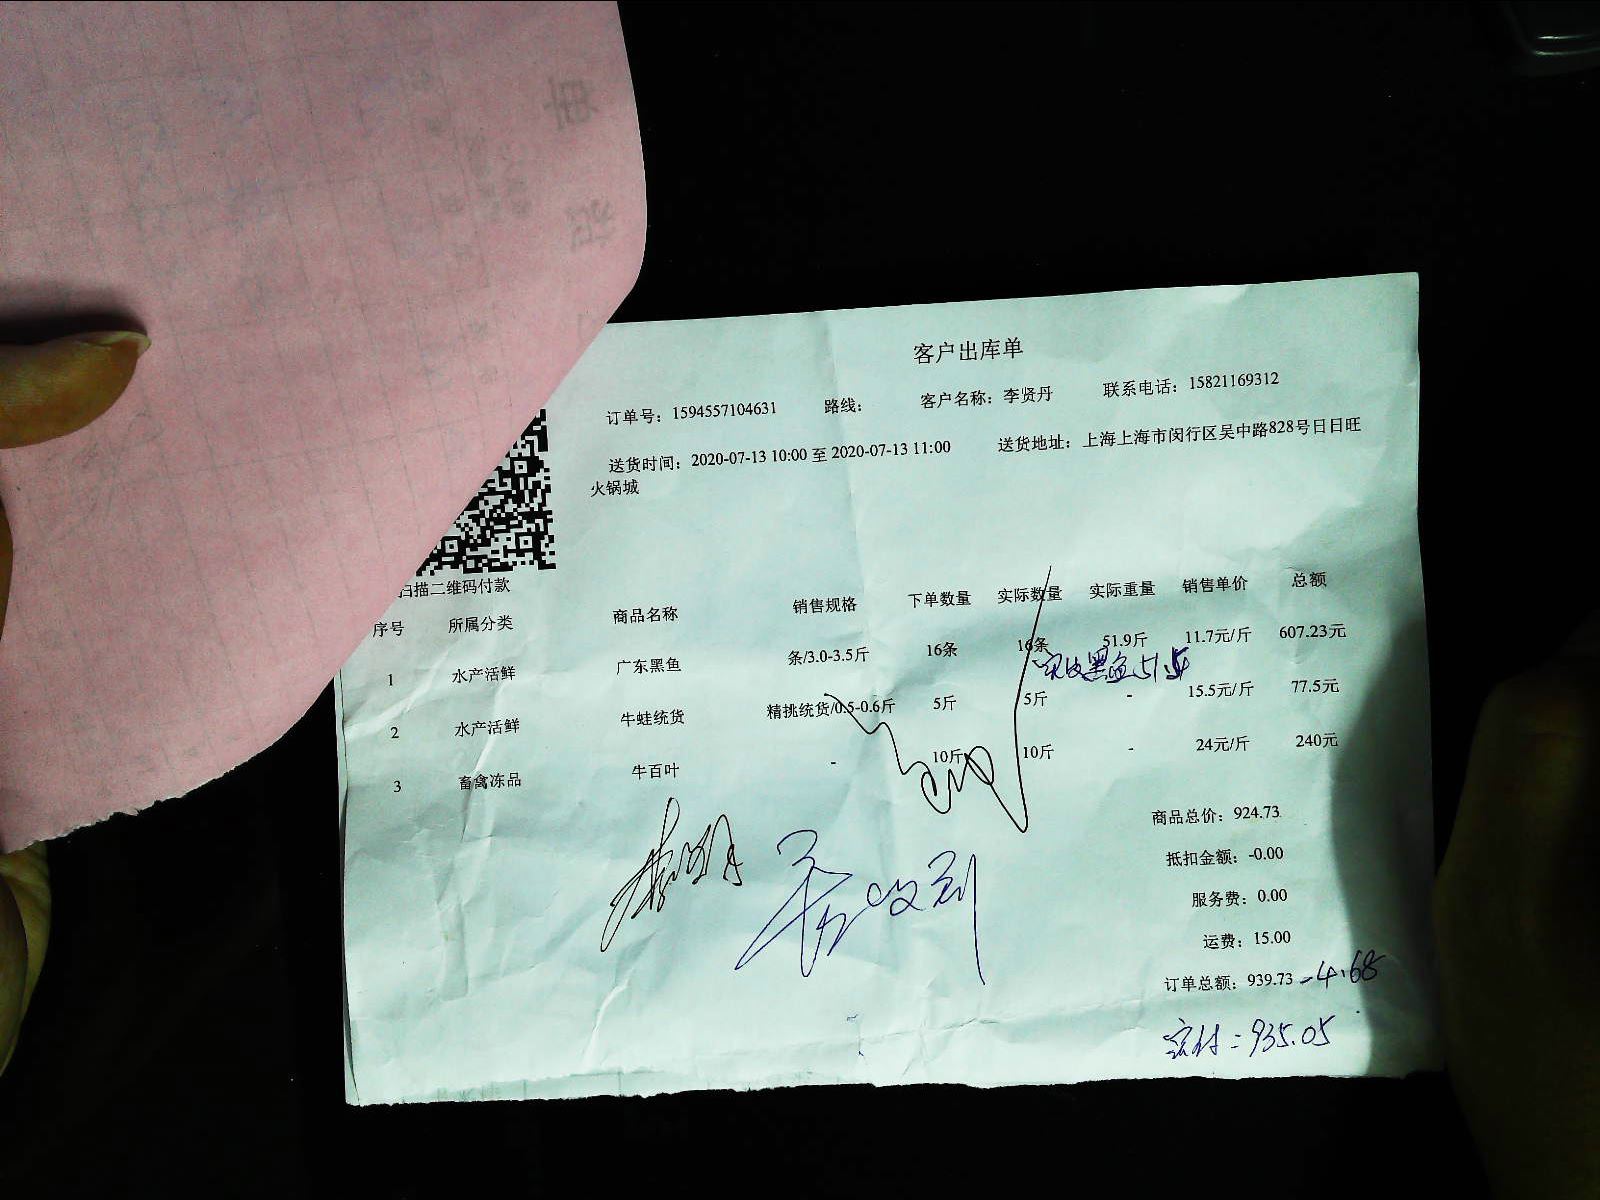 客户出库单
订单号：1594557104631 路线： 客户名称：李贤丹 联系电话：15821169312
送货时间：2020-07-13 10:00 至 2020-07-13 11:00 送货地址：上海上海市闵行区吴中路828号日日旺
火锅城
扫描二维码付款
序号 所属分类 商品名称 销售规格 下单数量 实际数量 实际重量 销售单价 总额
1 水产活鲜 广东黑鱼 条/3.0-3.5斤 16条 16条 51.9斤 11.7元/斤 607.23元
实收黑鱼51.5
2 水产活鲜 牛蛙统货 精挑统货/0.5-0.6斤 5斤 5斤 - 15.5元/斤 77.5元
3 畜禽冻品 牛百叶 - 10斤 10斤 - 24元/斤 240元
商品总价：924.73
抵扣金额：-0.00
服务费：0.00
运费：15.00
订单总额：939.73 -4.68
实付：935.05
收到